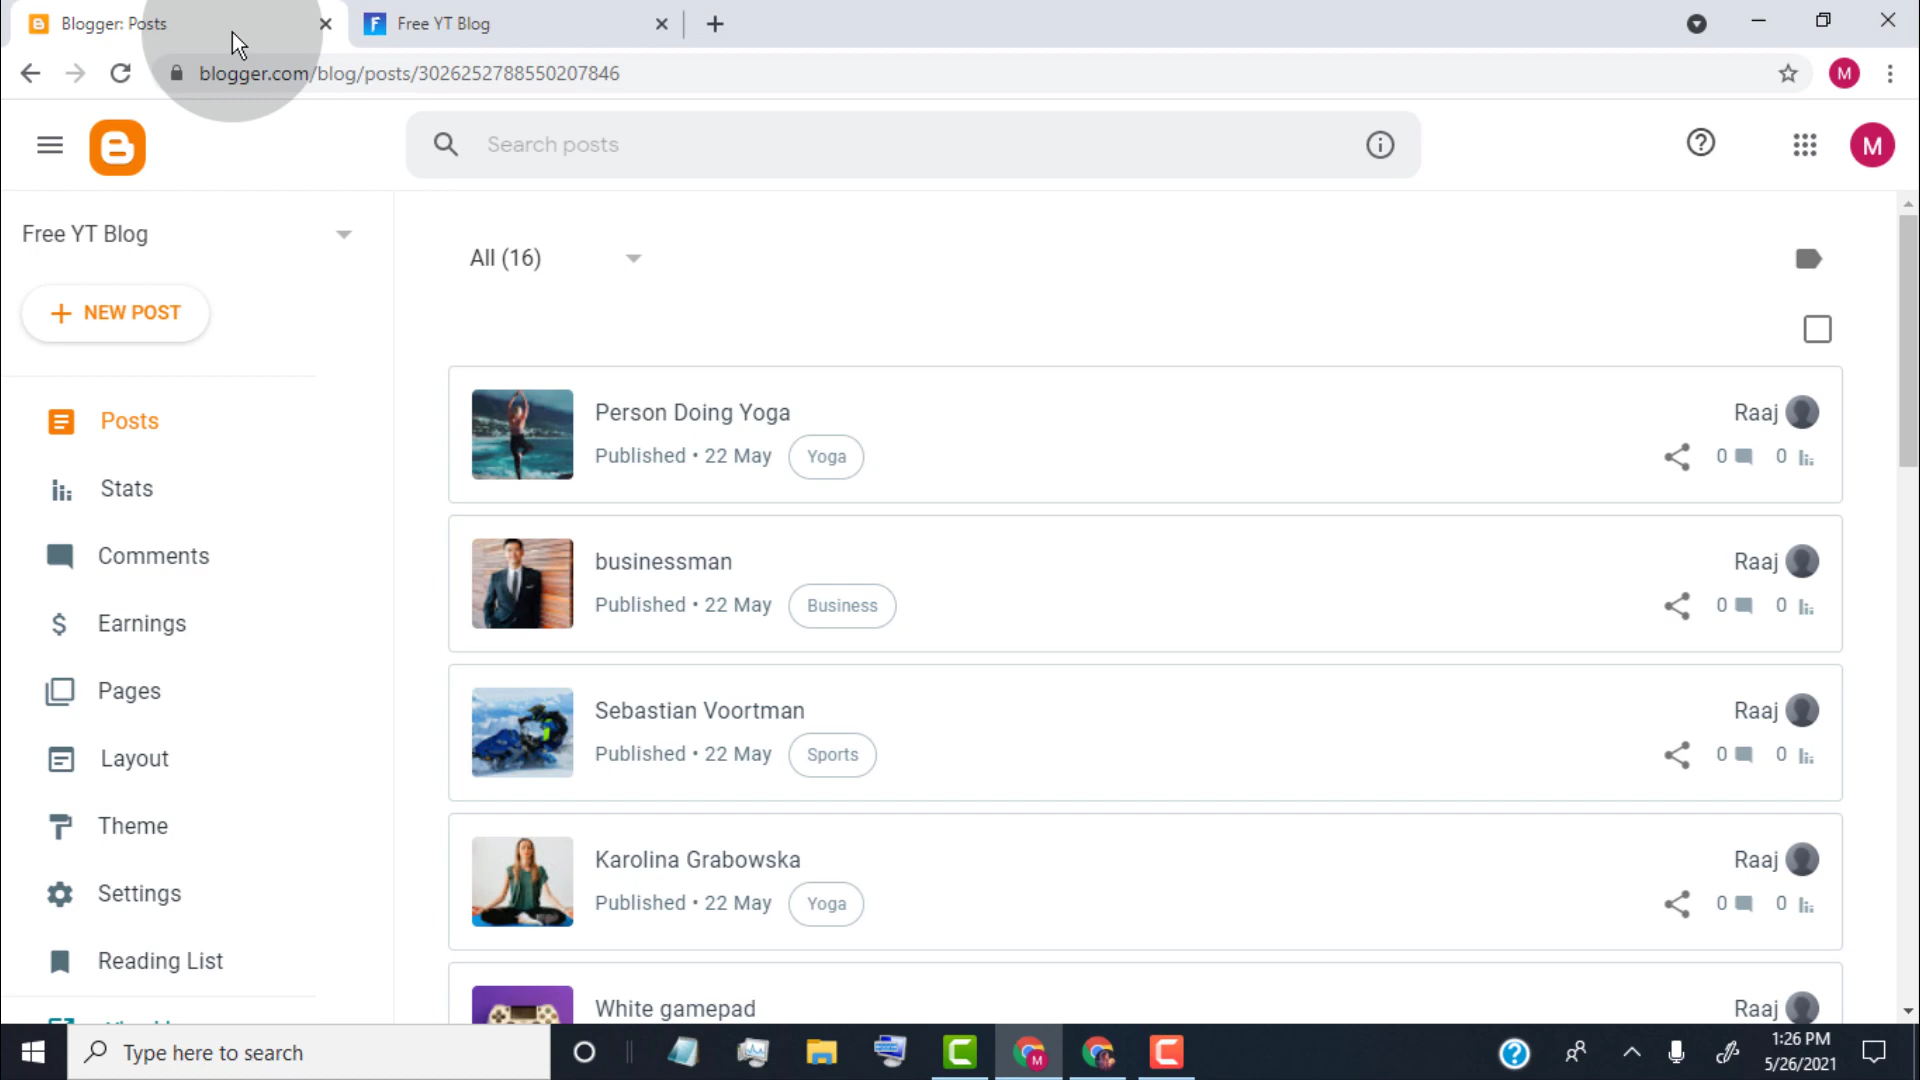 Blogger: Posts
Free YT Blog
blogger.com/blog/posts/3026252788550207846
M
Search posts
M
Free YT Blog
All (16)
NEW POST
Posts
Stats
Comments
Earnings
Pages
Layout
Theme
Settings
Reading List
Person Doing Yoga
Raaj
Published • 22 May
Yoga
0
0
businessman
Raaj
Published • 22 May
Business
0
0
Sebastian Voortman
Raaj
Published • 22 May
Sports
0
0
Karolina Grabowska
Raaj
Published • 22 May
Yoga
0
0
White gamepad
Raaj
Type here to search
M
1:26 PM
5/26/2021